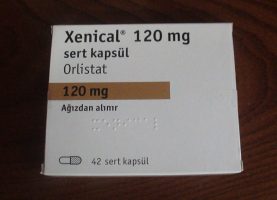 Xenical® 120 mg
sert kapsül
Orlistat
120 mg
Ağızdan alınır
42 sert kapsül